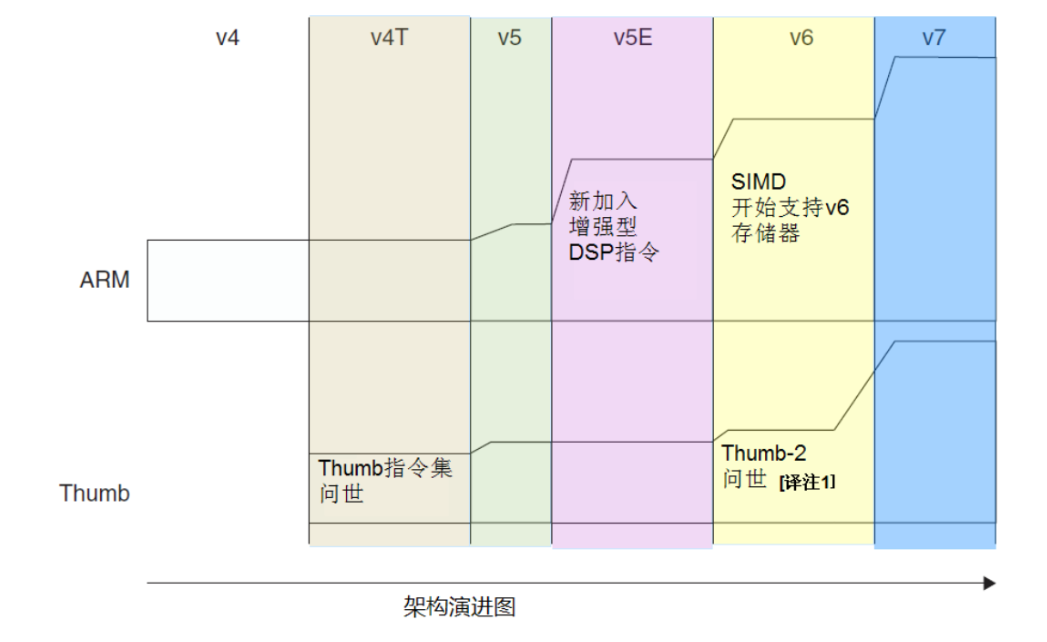 v4 v4T v5 v5E v6 v7
新加入
增强型
DSP指令
SIMD
开始支持v6
存储器
ARM
Thumb指令集
问世
Thumb-2
问世 [译注1]
Thumb
架构演进图